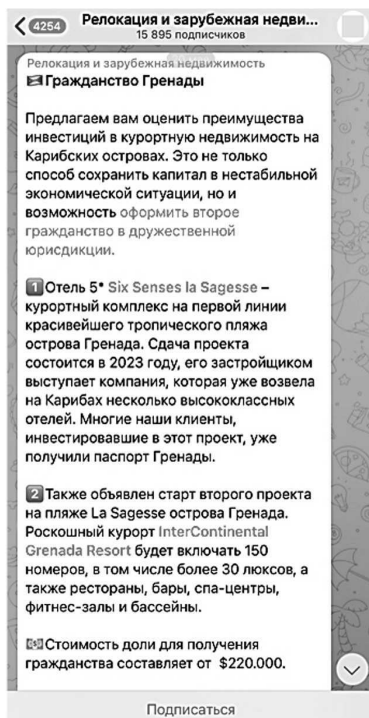 4254
Релокация и зарубежная недви...
15 895 подписчиков
Релокация и зарубежная недвижимость
Гражданство Гренады
Предлагаем вам оценить преимущества
инвестиций в курортную недвижимость на
Карибских островах. Это не только
способ сохранить капитал в нестабильной
экономической ситуации, но и
возможность оформить второе
гражданство в дружественной
юрисдикции.
1 Отель 5* Six Senses la Sagesse –
курортный комплекс на первой линии
красивейшего тропического пляжа
острова Гренада. Сдача проекта
состоится в 2023 году, его застройщиком
выступает компания, которая уже возвела
на Карибах несколько высококлассных
отелей. Многие наши клиенты,
инвестировавшие в этот проект, уже
получили паспорт Гренады.
2 Также объявлен старт второго проекта
на пляже La Sagesse острова Гренада.
Роскошный курорт InterContinental
Grenada Resort будет включать 150
номеров, в том числе более 30 люксов, а
также рестораны, бары, спа-центры,
фитнес-залы и бассейны.
Стоимость доли для получения
гражданства составляет от $220.000.
Подписаться